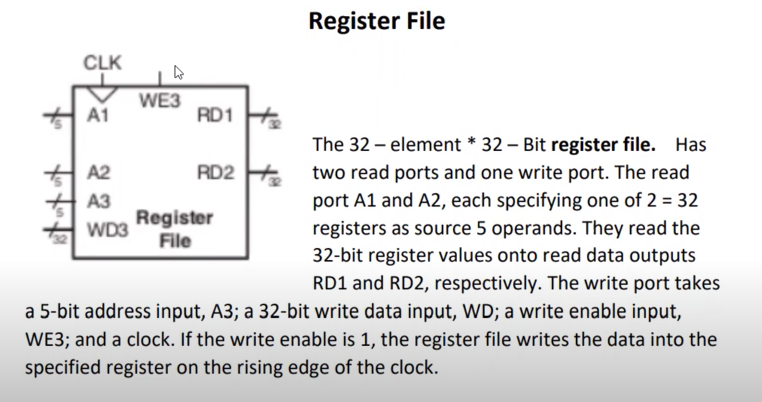 Register File
CLK
WE3
A1
RD1
5
32
A2
RD2
5
32
A3
5
WD3
Register
File
32
The 32 – element * 32 – Bit register file. Has
two read ports and one write port. The read
port A1 and A2, each specifying one of 2 = 32
registers as source 5 operands. They read the
32-bit register values onto read data outputs
RD1 and RD2, respectively. The write port takes
a 5-bit address input, A3; a 32-bit write data input, WD; a write enable input,
WE3; and a clock. If the write enable is 1, the register file writes the data into the
specified register on the rising edge of the clock.